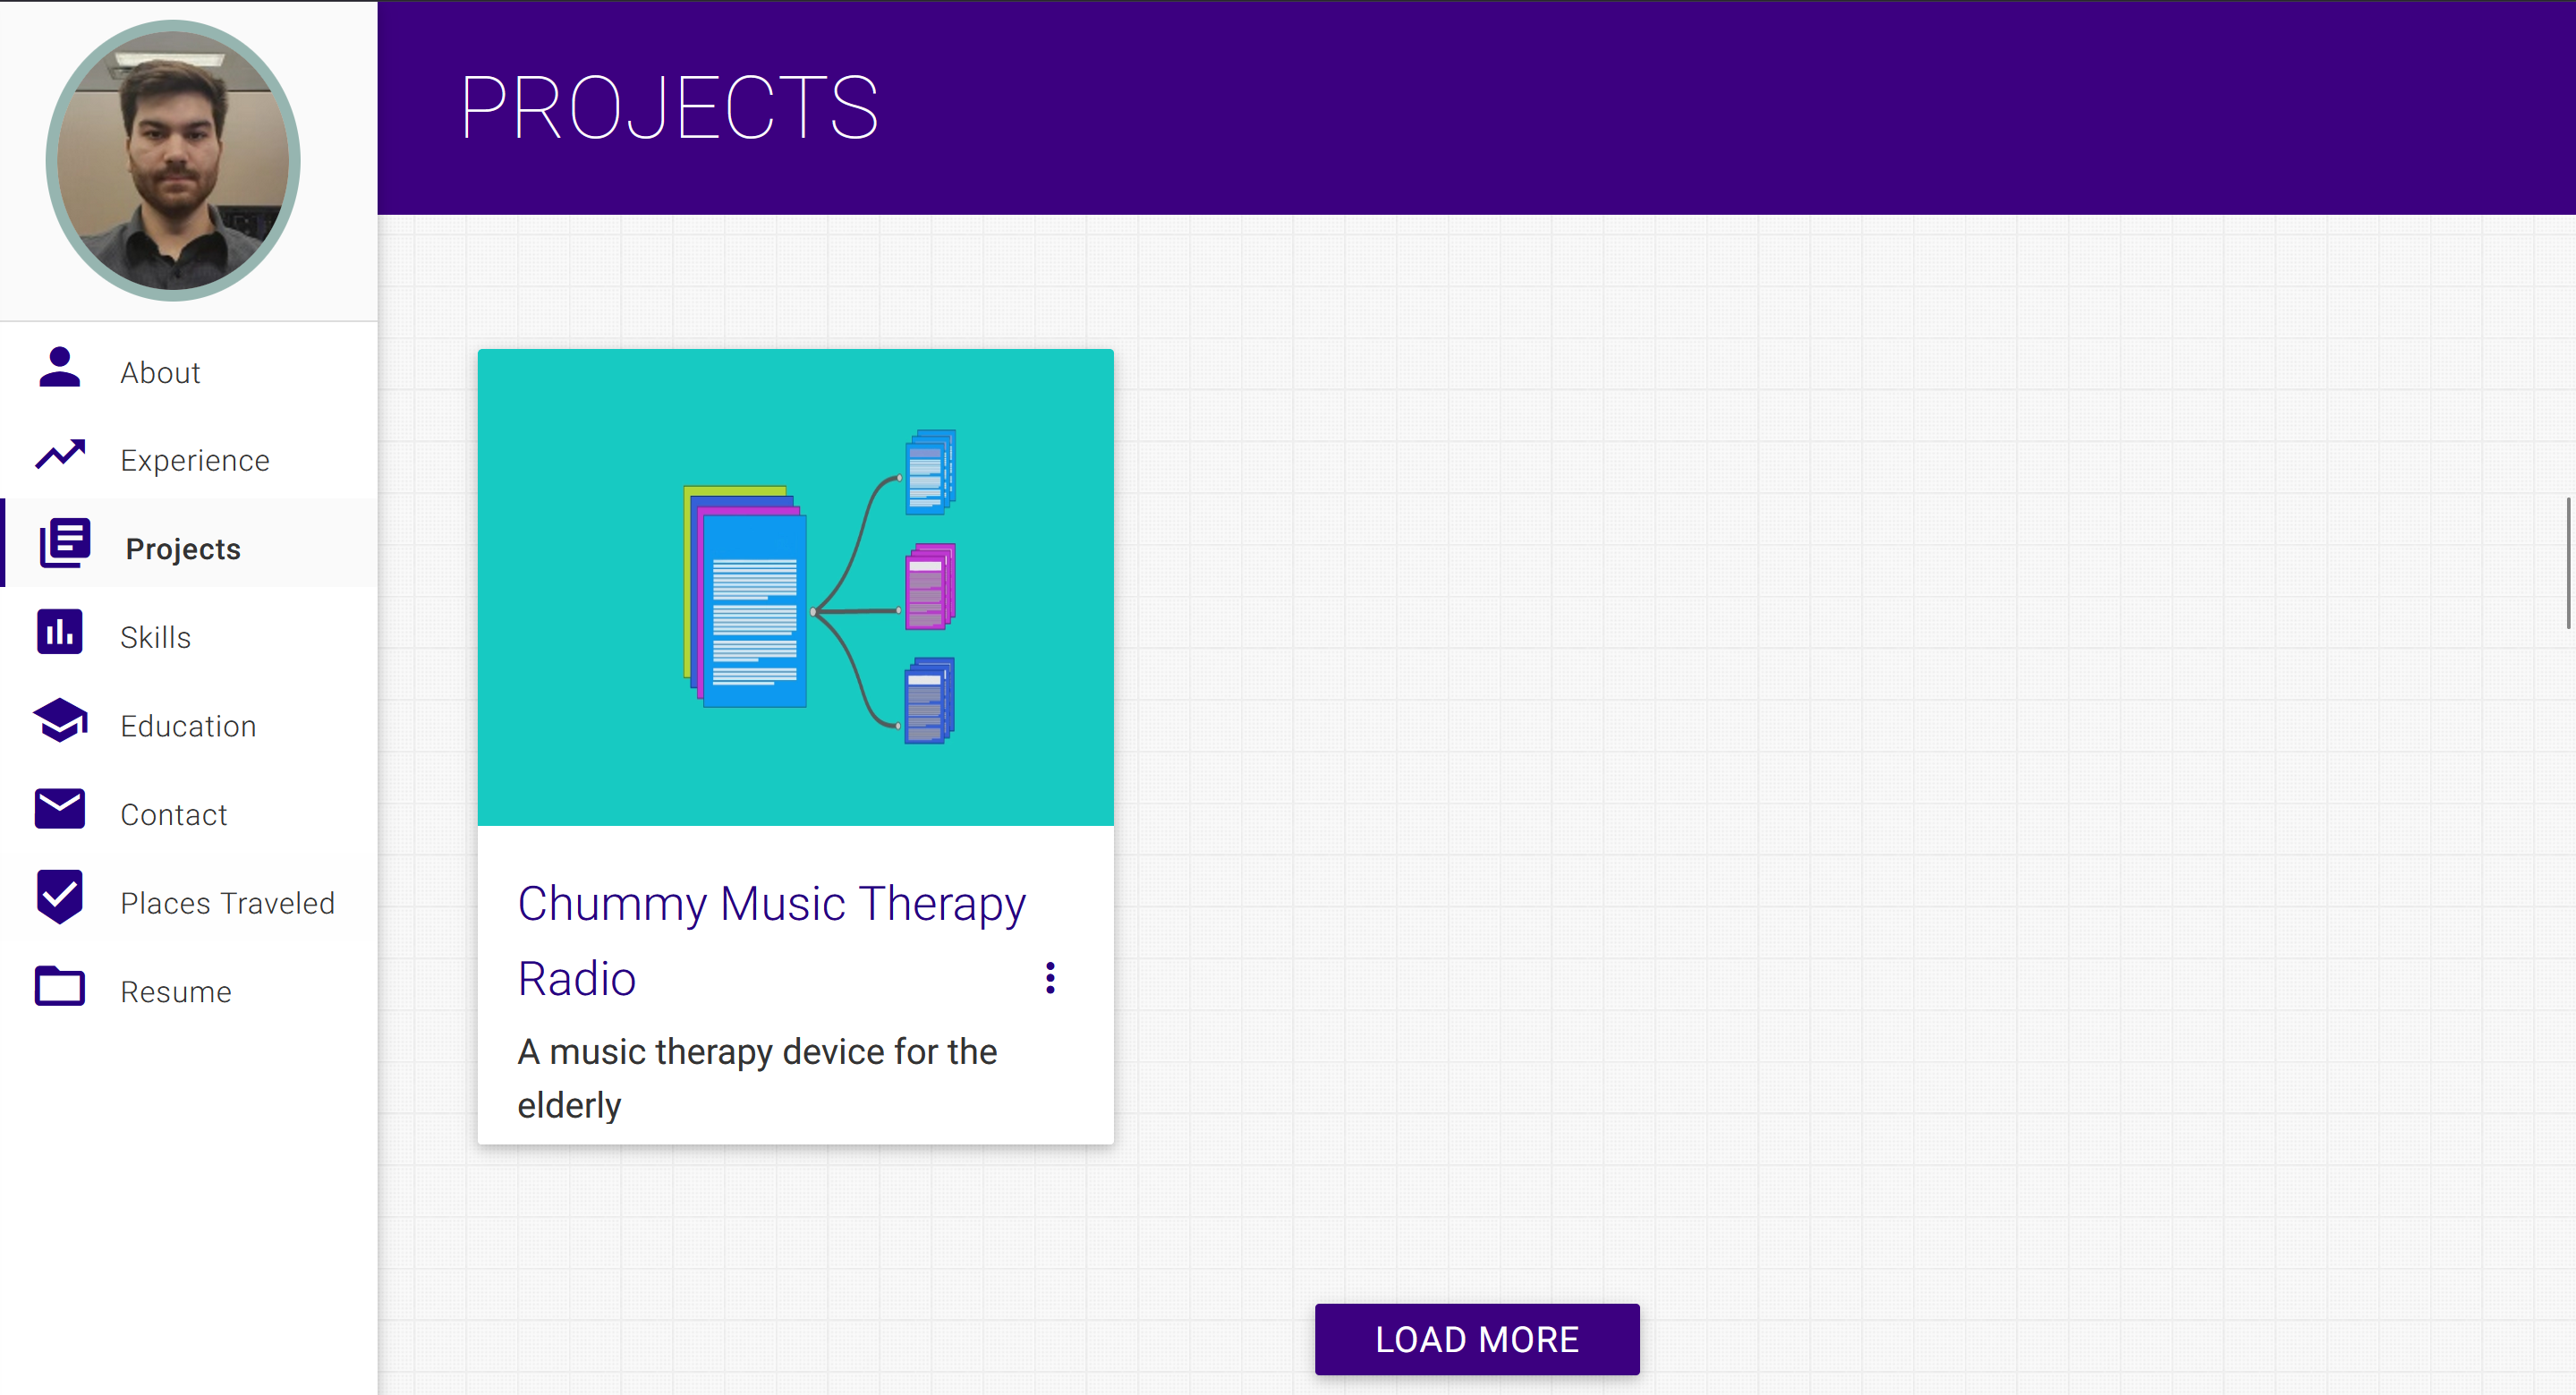 PROJECTS
About
Experience
Projects
Skills
Education
Contact
Places Traveled
Resume
Chummy Music Therapy
Radio
A music therapy device for the
elderly
LOAD MORE